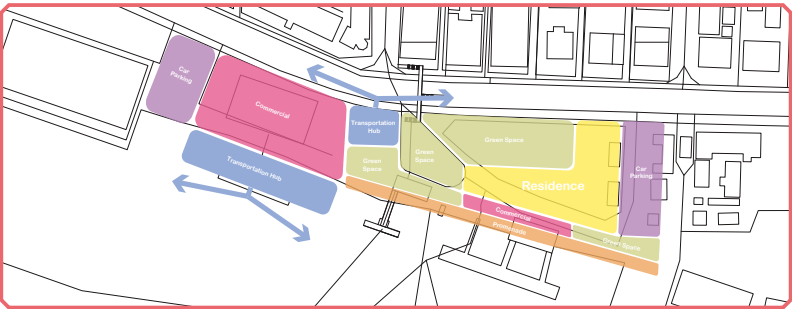 Car
Parking
Commercial
Transportation
Hub
Transportation Hub
Green
Space
Green
Space
Green Space
Residence
Car
Parking
Commercial
Promenade
Green Space